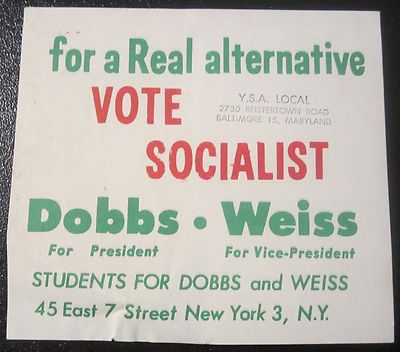 for a Real alternative
VOTE
Y.S.A. LOCAL
2730 REISTERTOWN ROAD
BALTIMORE 15, MARYLAND
SOCIALIST
Dobbs • Weiss
For President For Vice-President
STUDENTS FOR DOBBS and WEISS
45 East 7 Street New York 3, N.Y.